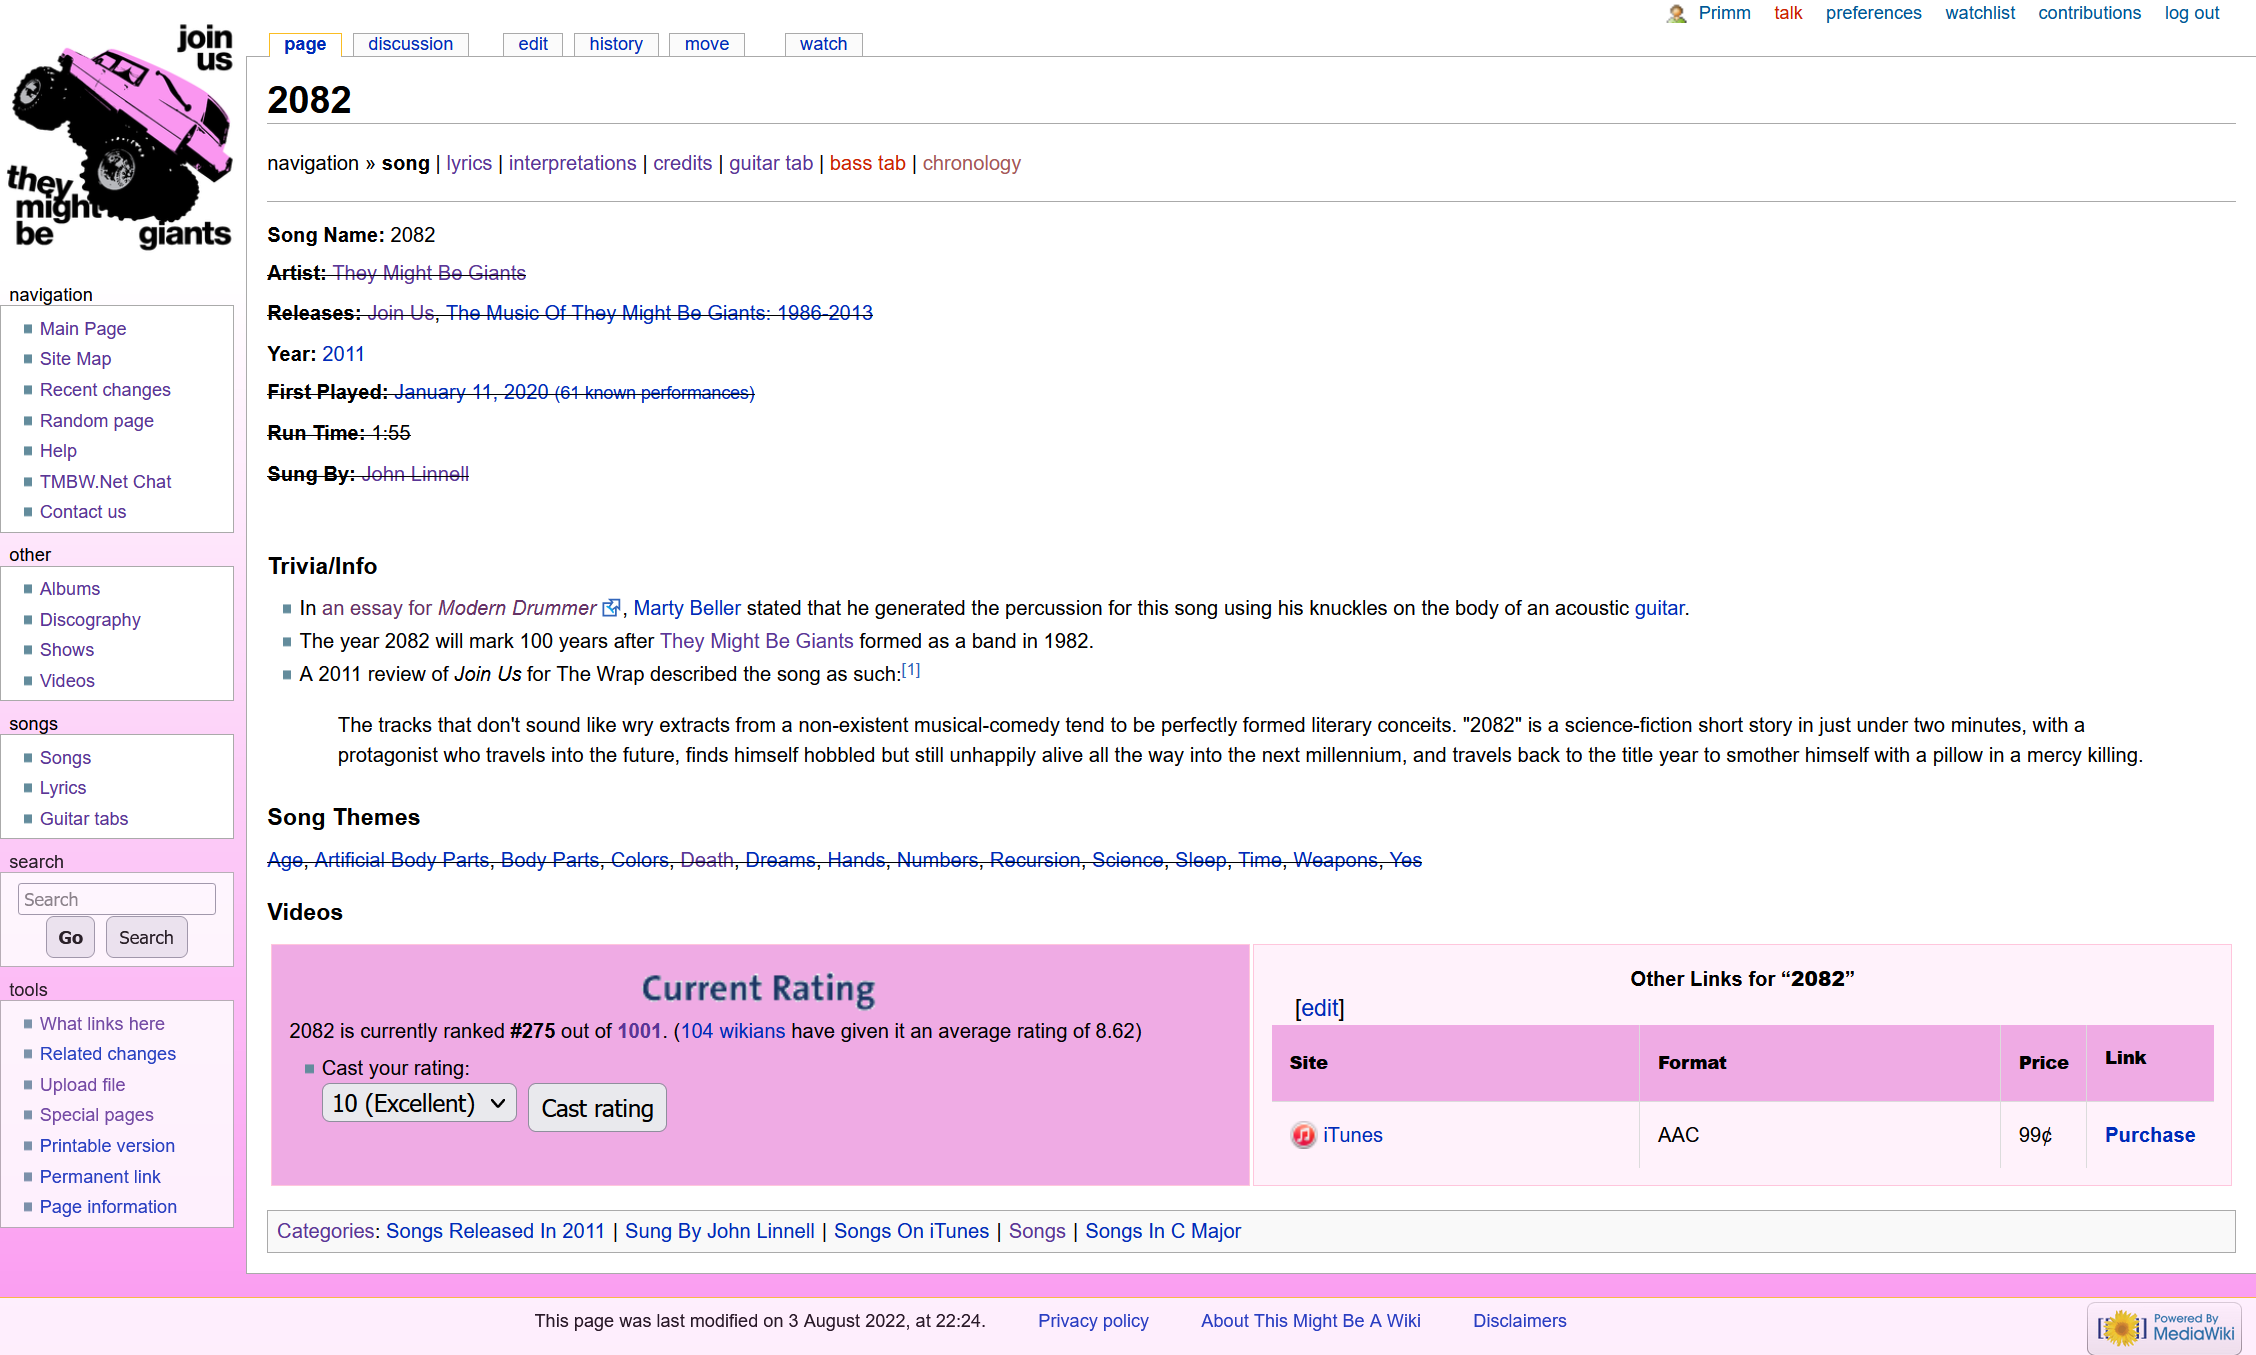 Primm talk preferences watchlist contributions log out
page discussion edit history move watch
join us
they might be giants
2082
navigation » song | lyrics | interpretations | credits | guitar tab | bass tab | chronology
Song Name: 2082
Artist: They Might Be Giants
Releases: Join Us, The Music Of They Might Be Giants: 1986-2013
Year: 2011
First Played: January 11, 2020 (61 known performances)
Run Time: 1:55
Sung By: John Linnell
navigation
Main Page
Site Map
Recent changes
Random page
Help
TMBW.Net Chat
Contact us
other
Albums
Discography
Shows
Videos
songs
Songs
Lyrics
Guitar tabs
search
Search
Go Search
tools
What links here
Related changes
Upload file
Special pages
Printable version
Permanent link
Page information
Trivia/Info
In an essay for Modern Drummer, Marty Beller stated that he generated the percussion for this song using his knuckles on the body of an acoustic guitar.
The year 2082 will mark 100 years after They Might Be Giants formed as a band in 1982.
A 2011 review of Join Us for The Wrap described the song as such:[1]
The tracks that don't sound like wry extracts from a non-existent musical-comedy tend to be perfectly formed literary conceits. "2082" is a science-fiction short story in just under two minutes, with a
protagonist who travels into the future, finds himself hobbled but still unhappily alive all the way into the next millennium, and travels back to the title year to smother himself with a pillow in a mercy killing.
Song Themes
Age, Artificial Body Parts, Body Parts, Colors, Death, Dreams, Hands, Numbers, Recursion, Science, Sleep, Time, Weapons, Yes
Videos
Current Rating
2082 is currently ranked #275 out of 1001. (104 wikians have given it an average rating of 8.62)
Cast your rating:
10 (Excellent) Cast rating
Other Links for “2082”
[edit]
Site Format Price Link
iTunes AAC 99¢ Purchase
Categories: Songs Released In 2011 | Sung By John Linnell | Songs On iTunes | Songs | Songs In C Major
This page was last modified on 3 August 2022, at 22:24. Privacy policy About This Might Be A Wiki Disclaimers
Powered By
MediaWiki